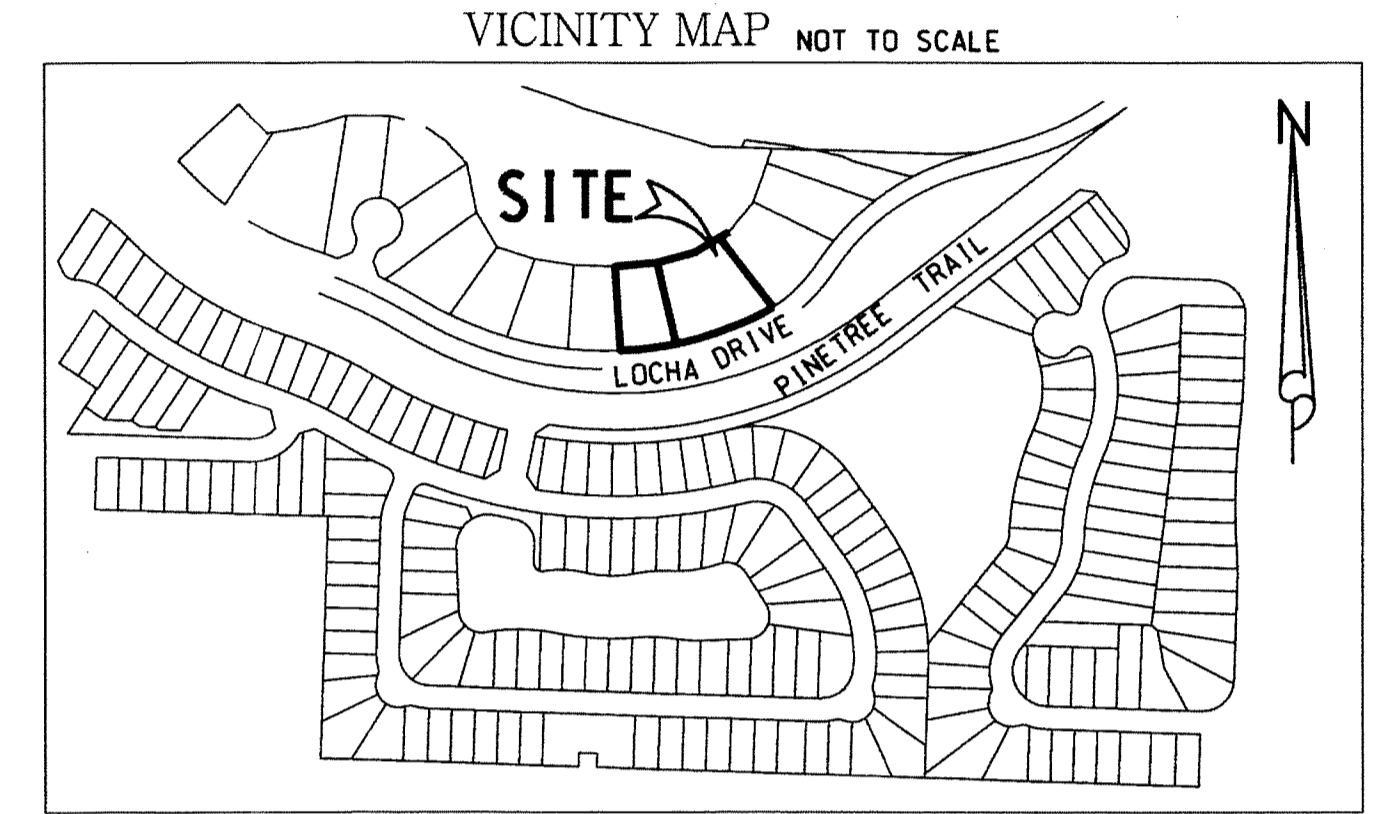 VICINITY MAP NOT TO SCALE
N
SITE
LOCHA DRIVE
PINETREE TRAIL